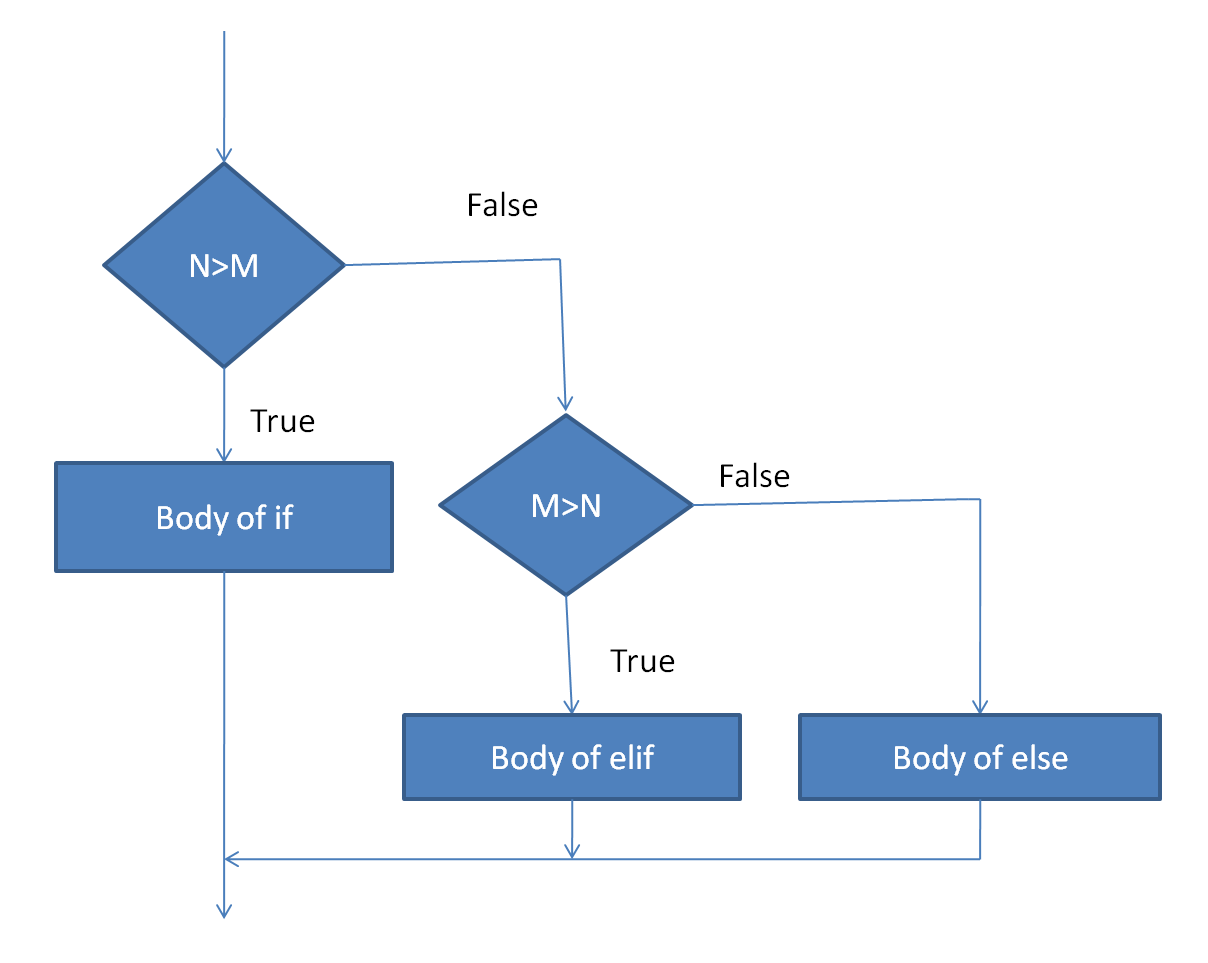 False
N>M
True
False
M>N
Body of if
True
Body of elif
Body of else